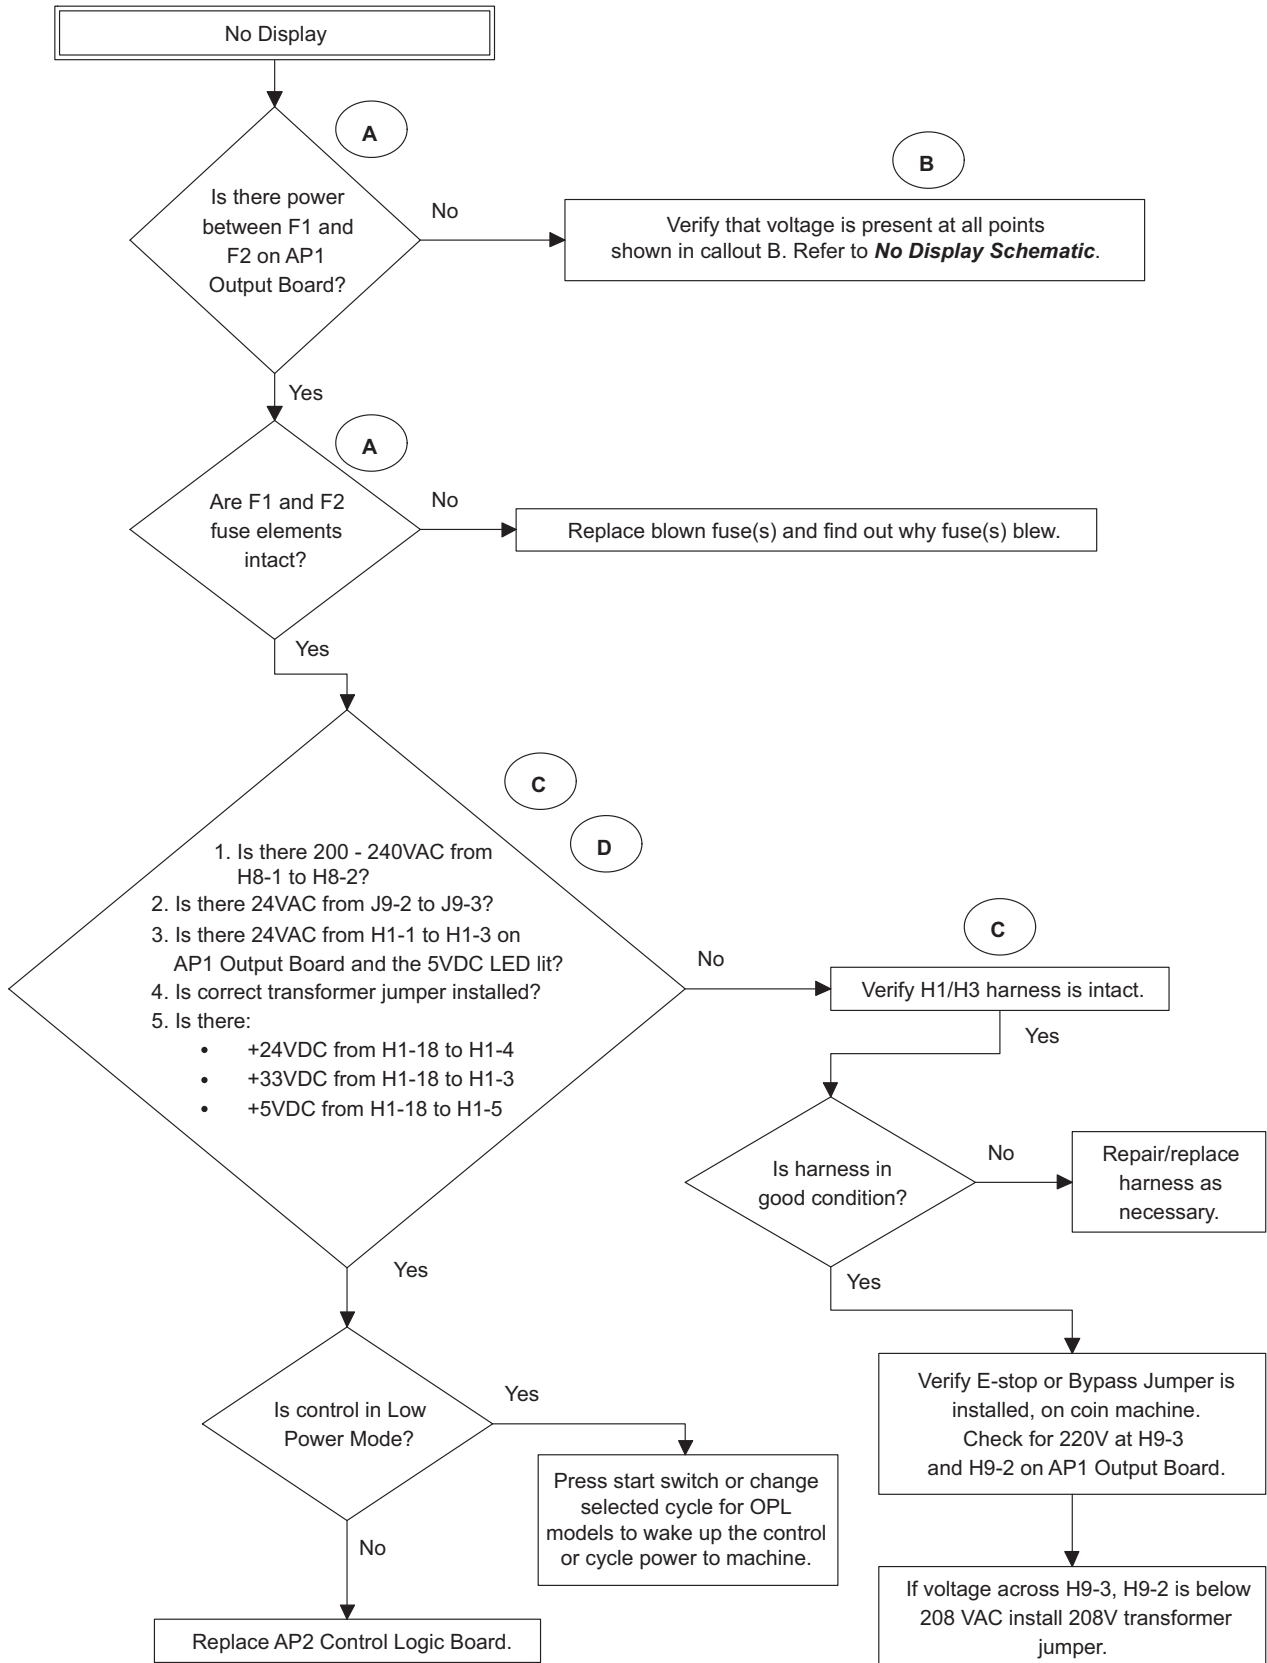 No Display
A
Is there power
between F1 and
F2 on AP1
Output Board?
No
B
Verify that voltage is present at all points
shown in callout B. Refer to No Display Schematic.
Yes
A
Are F1 and F2
fuse elements
intact?
No
Replace blown fuse(s) and find out why fuse(s) blew.
Yes
C
D
1. Is there 200 - 240VAC from
H8-1 to H8-2?
2. Is there 24VAC from J9-2 to J9-3?
3. Is there 24VAC from H1-1 to H1-3 on
AP1 Output Board and the 5VDC LED lit?
4. Is correct transformer jumper installed?
5. Is there:
• +24VDC from H1-18 to H1-4
• +33VDC from H1-18 to H1-3
• +5VDC from H1-18 to H1-5
No
C
Verify H1/H3 harness is intact.
Yes
Is harness in
good condition?
No
Repair/replace
harness as
necessary.
Yes
Verify E-stop or Bypass Jumper is
installed, on coin machine.
Check for 220V at H9-3
and H9-2 on AP1 Output Board.
If voltage across H9-3, H9-2 is below
208 VAC install 208V transformer
jumper.
Yes
Is control in Low
Power Mode?
Yes
Press start switch or change
selected cycle for OPL
models to wake up the control
or cycle power to machine.
No
Replace AP2 Control Logic Board.